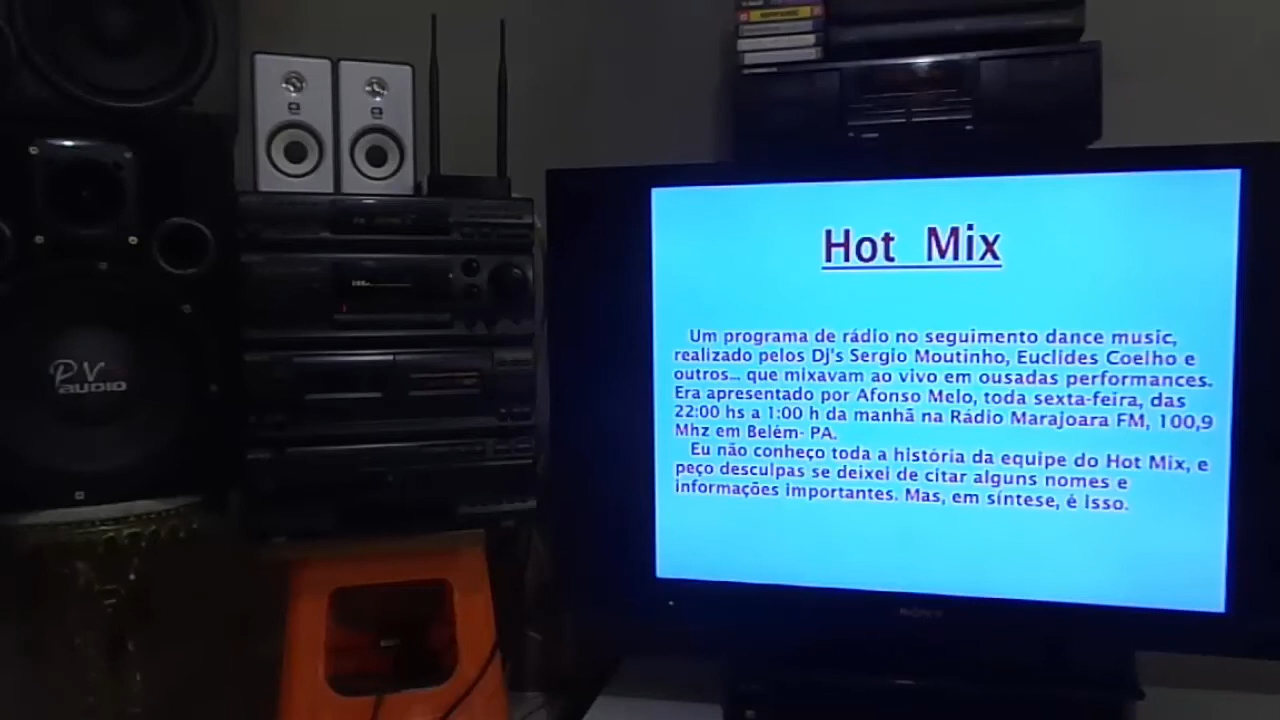 Hot Mix
Um programa de rádio no seguimento dance music,
realizado pelos Dj's Sergio Moutinho, Euclides Coelho e
outros... que mixavam ao vivo em ousadas performances.
Era apresentado por Afonso Melo, toda sexta-feira, das
22:00 hs a 1:00 h da manhã na Rádio Marajoara FM, 100,9
Mhz em Belém- PA.
Eu não conheço toda a história da equipe do Hot Mix, e
peço desculpas se deixei de citar alguns nomes e
informações importantes. Mas, em síntese, é isso.
PV
AUDIO
SONY